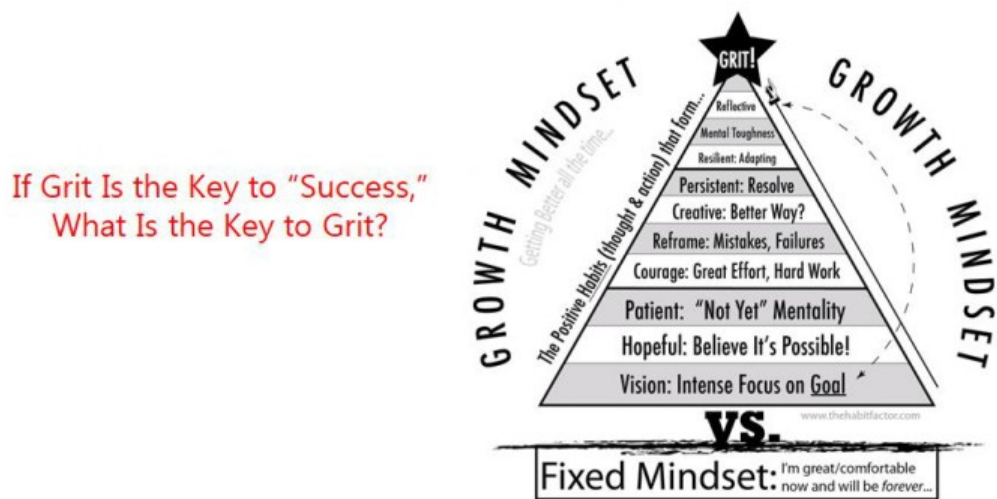 If Grit Is the Key to “Success,”
What Is the Key to Grit?
GROWTH MINDSET
GROWTH MINDSET
Getting Better all the time...
The Positive Habits (thought & action) that form...
GRIT!
Reflective
Mental Toughness
Resilient: Adapting
Persistent: Resolve
Creative: Better Way?
Reframe: Mistakes, Failures
Courage: Great Effort, Hard Work
Patient: “Not Yet” Mentality
Hopeful: Believe It's Possible!
Vision: Intense Focus on Goal
www.thehabitfactor.com
VS.
Fixed Mindset: I'm great/comfortable
now and will be forever...